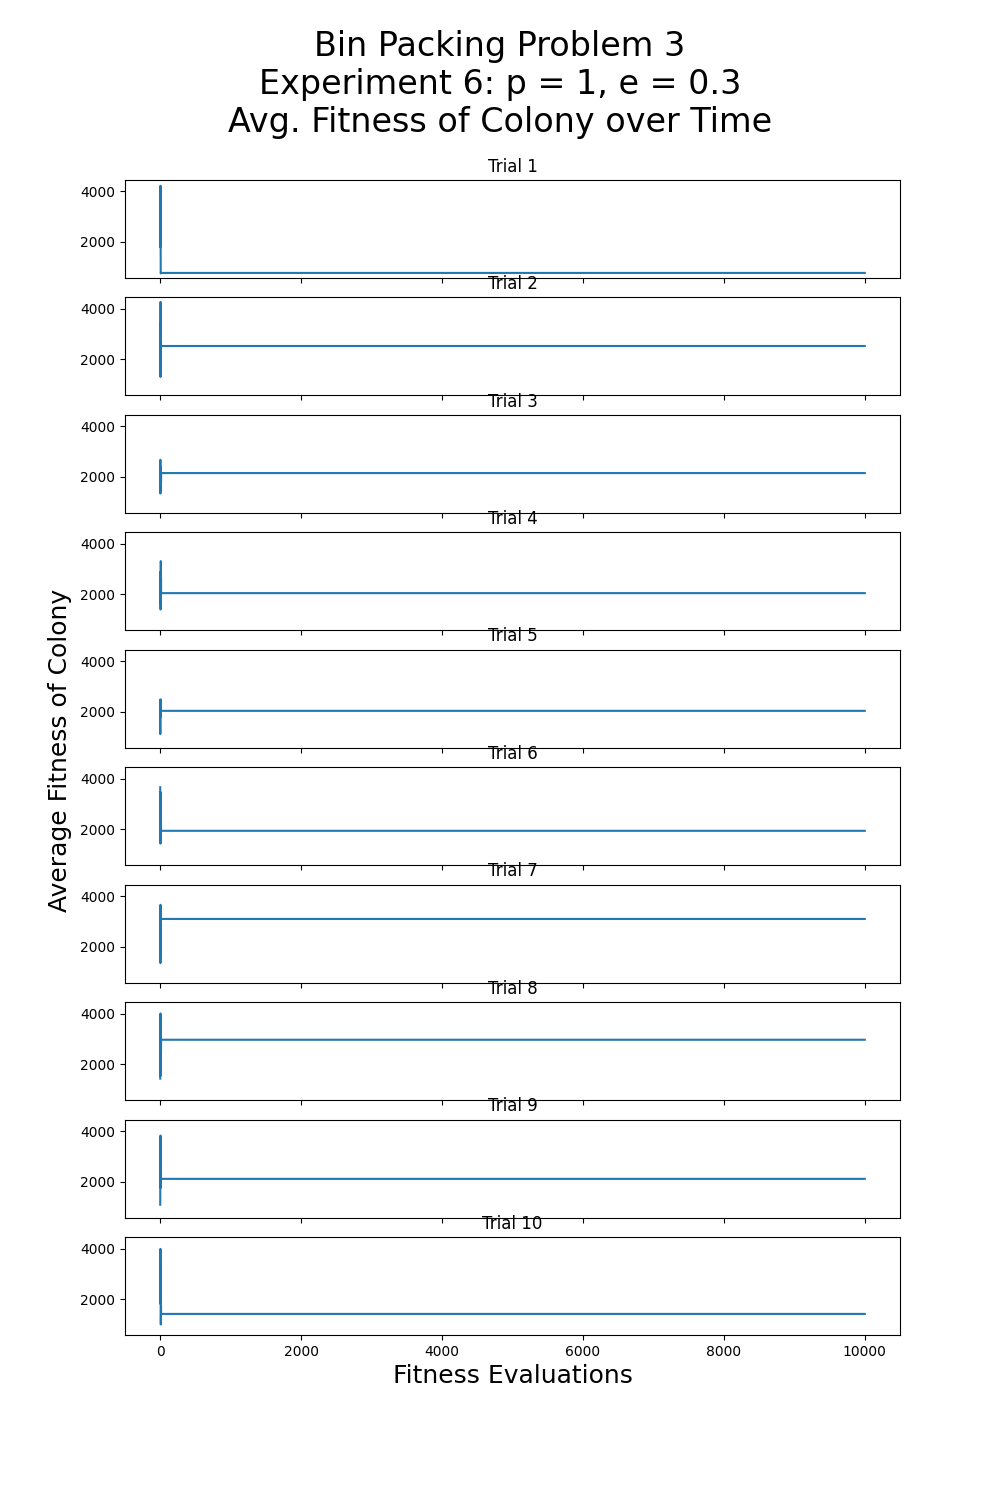 Bin Packing Problem 3
Experiment 6: p = 1, e = 0.3
Avg. Fitness of Colony over Time
Trial 1
4000
2000
Trial 2
4000
2000
Trial 3
4000
2000
Trial 4
4000
2000
Trial 5
4000
2000
Trial 6
4000
2000
Trial 7
4000
2000
Trial 8
4000
2000
Trial 9
4000
2000
Trial 10
4000
2000
Average Fitness of Colony
0 2000 4000 6000 8000 10000
Fitness Evaluations